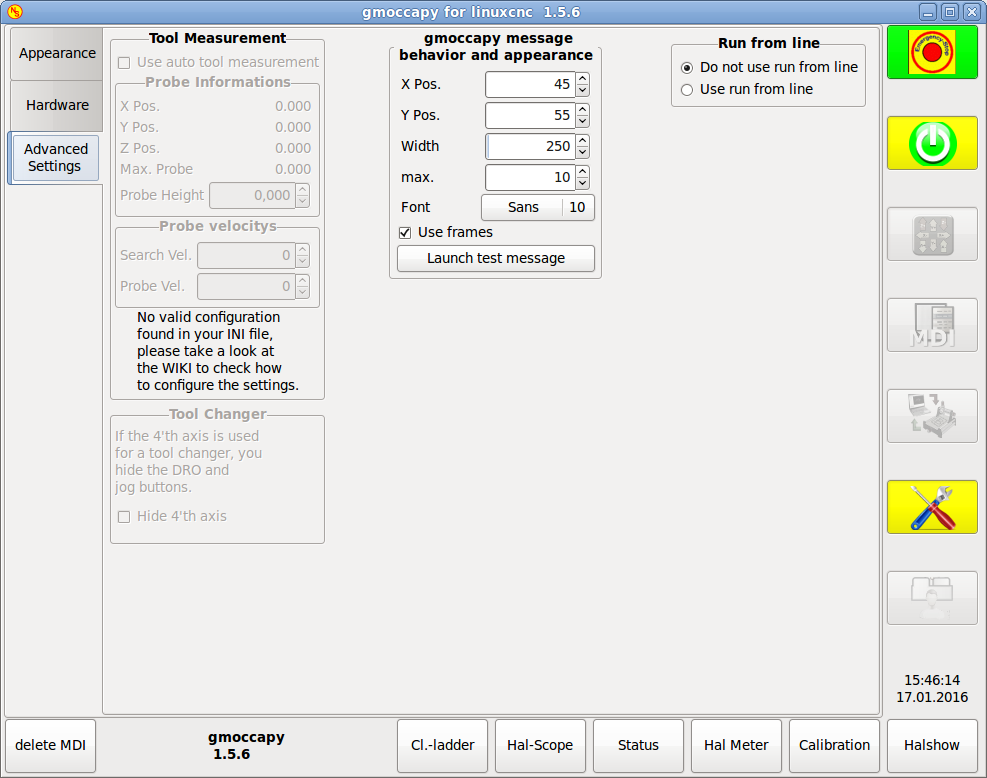 gmoccapy for linuxcnc 1.5.6
Appearance
Hardware
Advanced
Settings
Tool Measurement
Use auto tool measurement
Probe Informations
X Pos. 0.000
Y Pos. 0.000
Z Pos. 0.000
Max. Probe 0.000
Probe Height 0,000
Probe velocitys
Search Vel. 0
Probe Vel. 0
No valid configuration
found in your INI file,
please take a look at
the WIKI to check how
to configure the settings.
Tool Changer
If the 4'th axis is used
for a tool changer, you
hide the DRO and
jog buttons.
Hide 4'th axis
gmoccapy message
behavior and appearance
X Pos. 45
Y Pos. 55
Width 250
max. 10
Font Sans 10
Use frames
Launch test message
Run from line
Do not use run from line
Use run from line
Emergency-Stop
MDI
15:46:14
17.01.2016
delete MDI
gmoccapy
1.5.6
Cl.-ladder
Hal-Scope
Status
Hal Meter
Calibration
Halshow